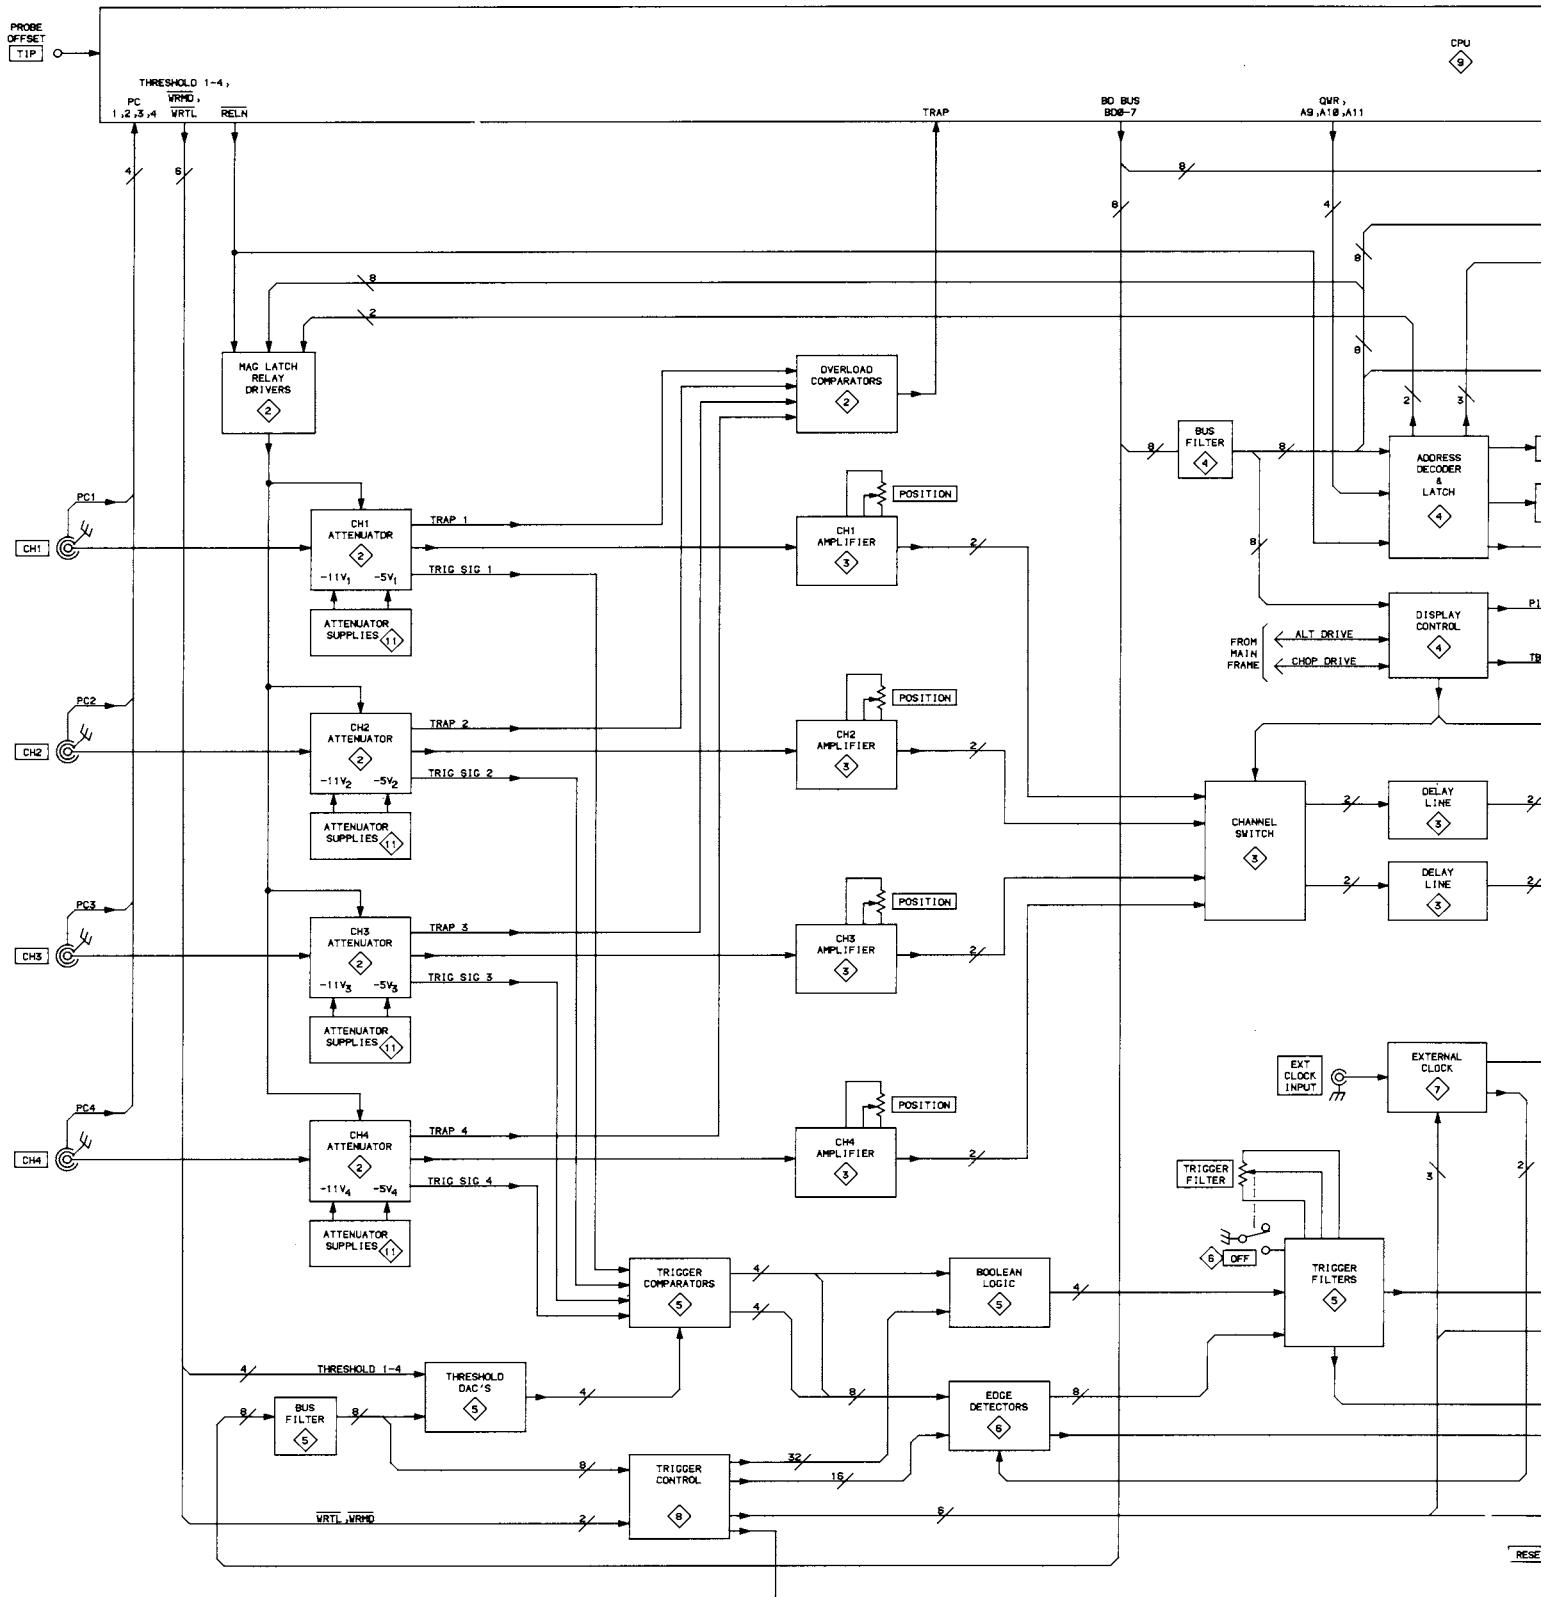 PROBE
OFFSET
TIP
CPU
9
THRESHOLD 1-4,
WRMD,
WRTL
PC
1,2,3,4
RELN
TRAP
BD BUS
BD0-7
QWR,
A9,A10,A11
4
6
8
8
4
8
8
2
8
2
3
MAG LATCH
RELAY
DRIVERS
2
OVERLOAD
COMPARATORS
2
8
BUS
FILTER
4
8
ADDRESS
DECODER
&
LATCH
4
PC1
CH1
CH1
ATTENUATOR
2
-11V1 -5V1
TRAP 1
TRIG SIG 1
ATTENUATOR
SUPPLIES
11
POSITION
CH1
AMPLIFIER
3
2
8
DISPLAY
CONTROL
4
FROM
MAIN
FRAME
ALT DRIVE
CHOP DRIVE
P1
TB
PC2
CH2
CH2
ATTENUATOR
2
-11V2 -5V2
TRAP 2
TRIG SIG 2
ATTENUATOR
SUPPLIES
11
POSITION
CH2
AMPLIFIER
3
2
CHANNEL
SWITCH
3
2
DELAY
LINE
3
2
2
DELAY
LINE
3
2
PC3
CH3
CH3
ATTENUATOR
2
-11V3 -5V3
TRAP 3
TRIG SIG 3
ATTENUATOR
SUPPLIES
11
POSITION
CH3
AMPLIFIER
3
2
EXT
CLOCK
INPUT
EXTERNAL
CLOCK
7
3
2
PC4
CH4
CH4
ATTENUATOR
2
-11V4 -5V4
TRAP 4
TRIG SIG 4
ATTENUATOR
SUPPLIES
11
POSITION
CH4
AMPLIFIER
3
2
TRIGGER
FILTER
6
OFF
TRIGGER
FILTERS
5
TRIGGER
COMPARATORS
5
4
4
BOOLEAN
LOGIC
5
4
4
THRESHOLD 1-4
THRESHOLD
DAC'S
5
4
8
BUS
FILTER
5
8
8
EDGE
DETECTORS
6
8
8
TRIGGER
CONTROL
8
32
16
6
WRTL,WRMD
2
RESE